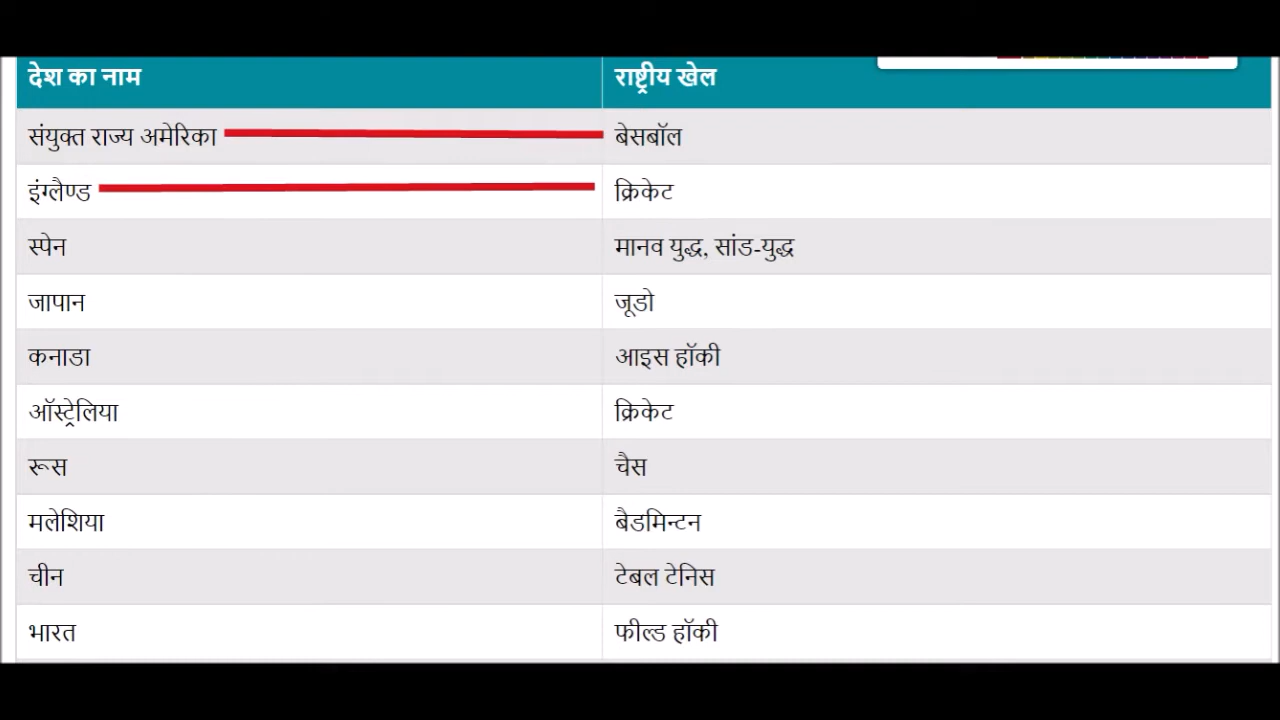 देश का नाम राष्ट्रीय खेल
संयुक्त राज्य अमेरिका बेसबॉल
इंग्लैण्ड क्रिकेट
स्पेन मानव युद्ध, सांड-युद्ध
जापान जूडो
कनाडा आइस हॉकी
ऑस्ट्रेलिया क्रिकेट
रूस चैस
मलेशिया बैडमिन्टन
चीन टेबल टेनिस
भारत फील्ड हॉकी